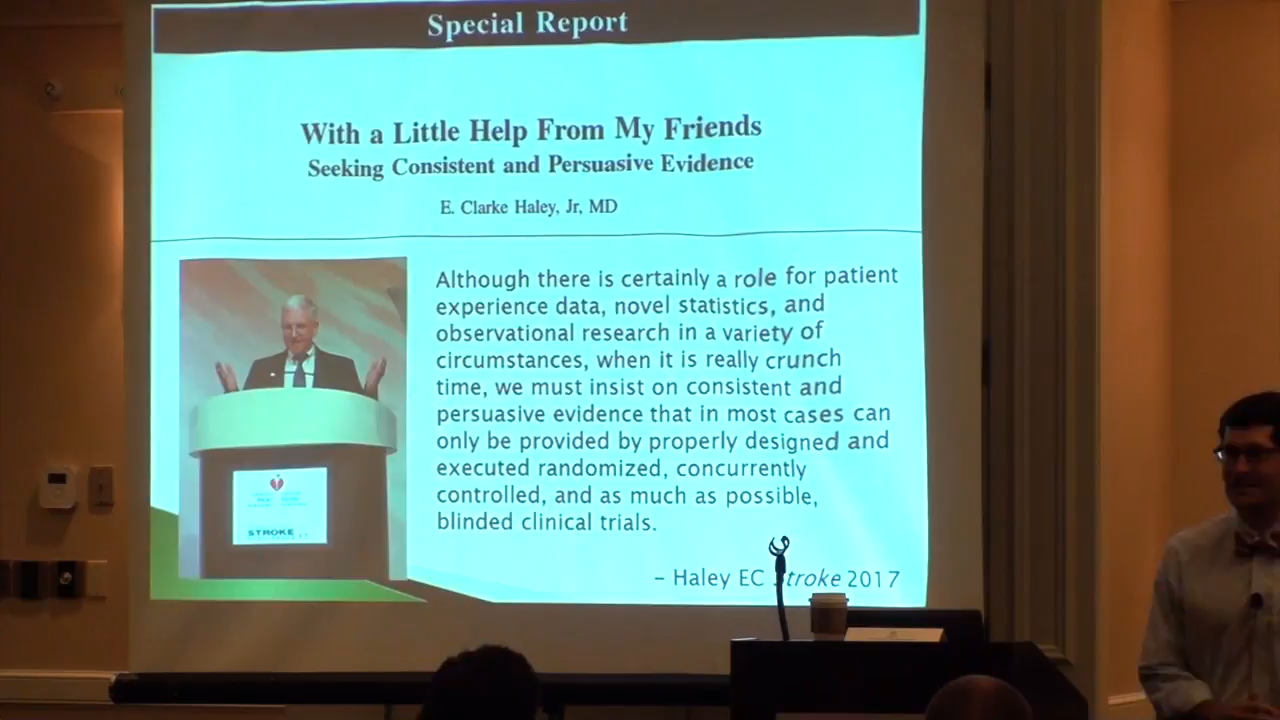 Special Report
With a Little Help From My Friends
Seeking Consistent and Persuasive Evidence
E. Clarke Haley, Jr, MD
Although there is certainly a role for patient
experience data, novel statistics, and
observational research in a variety of
circumstances, when it is really crunch
time, we must insist on consistent and
persuasive evidence that in most cases can
only be provided by properly designed and
executed randomized, concurrently
controlled, and as much as possible,
blinded clinical trials.
– Haley EC Stroke 2017
STROKE